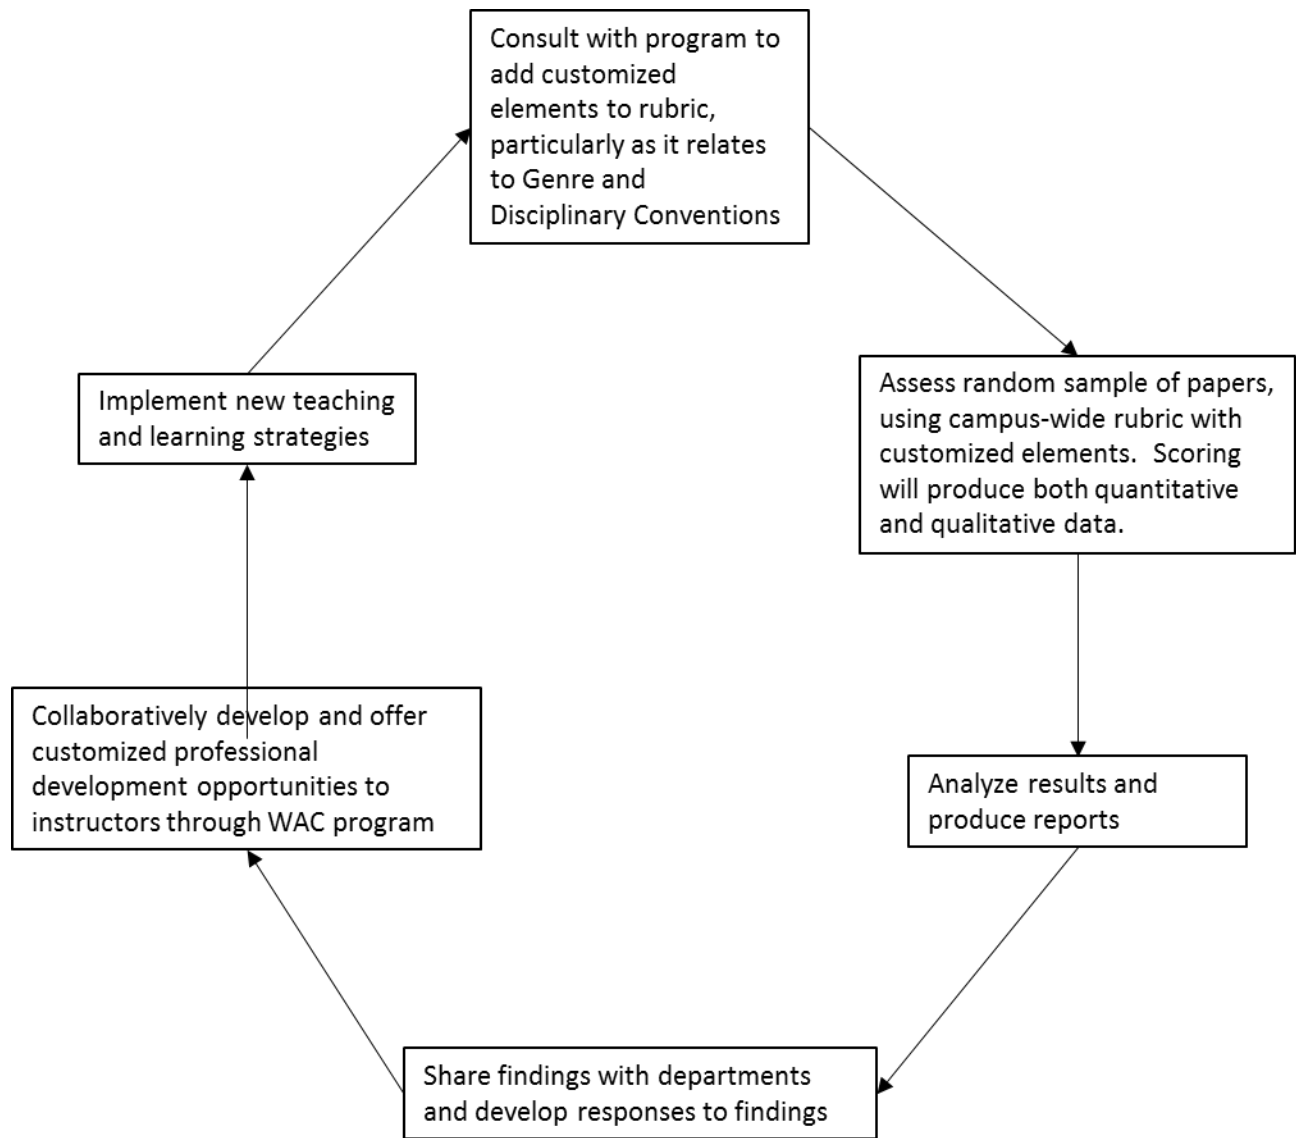 Consult with program to
add customized
elements to rubric,
particularly as it relates
to Genre and
Disciplinary Conventions
Assess random sample of papers,
using campus-wide rubric with
customized elements.  Scoring
will produce both quantitative
and qualitative data.
Analyze results and
produce reports
Share findings with departments
and develop responses to findings
Collaboratively develop and offer
customized professional
development opportunities to
instructors through WAC program
Implement new teaching
and learning strategies